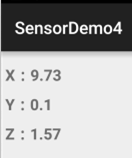 SensorDemo4
X : 9.73
Y : 0.1
Z : 1.57